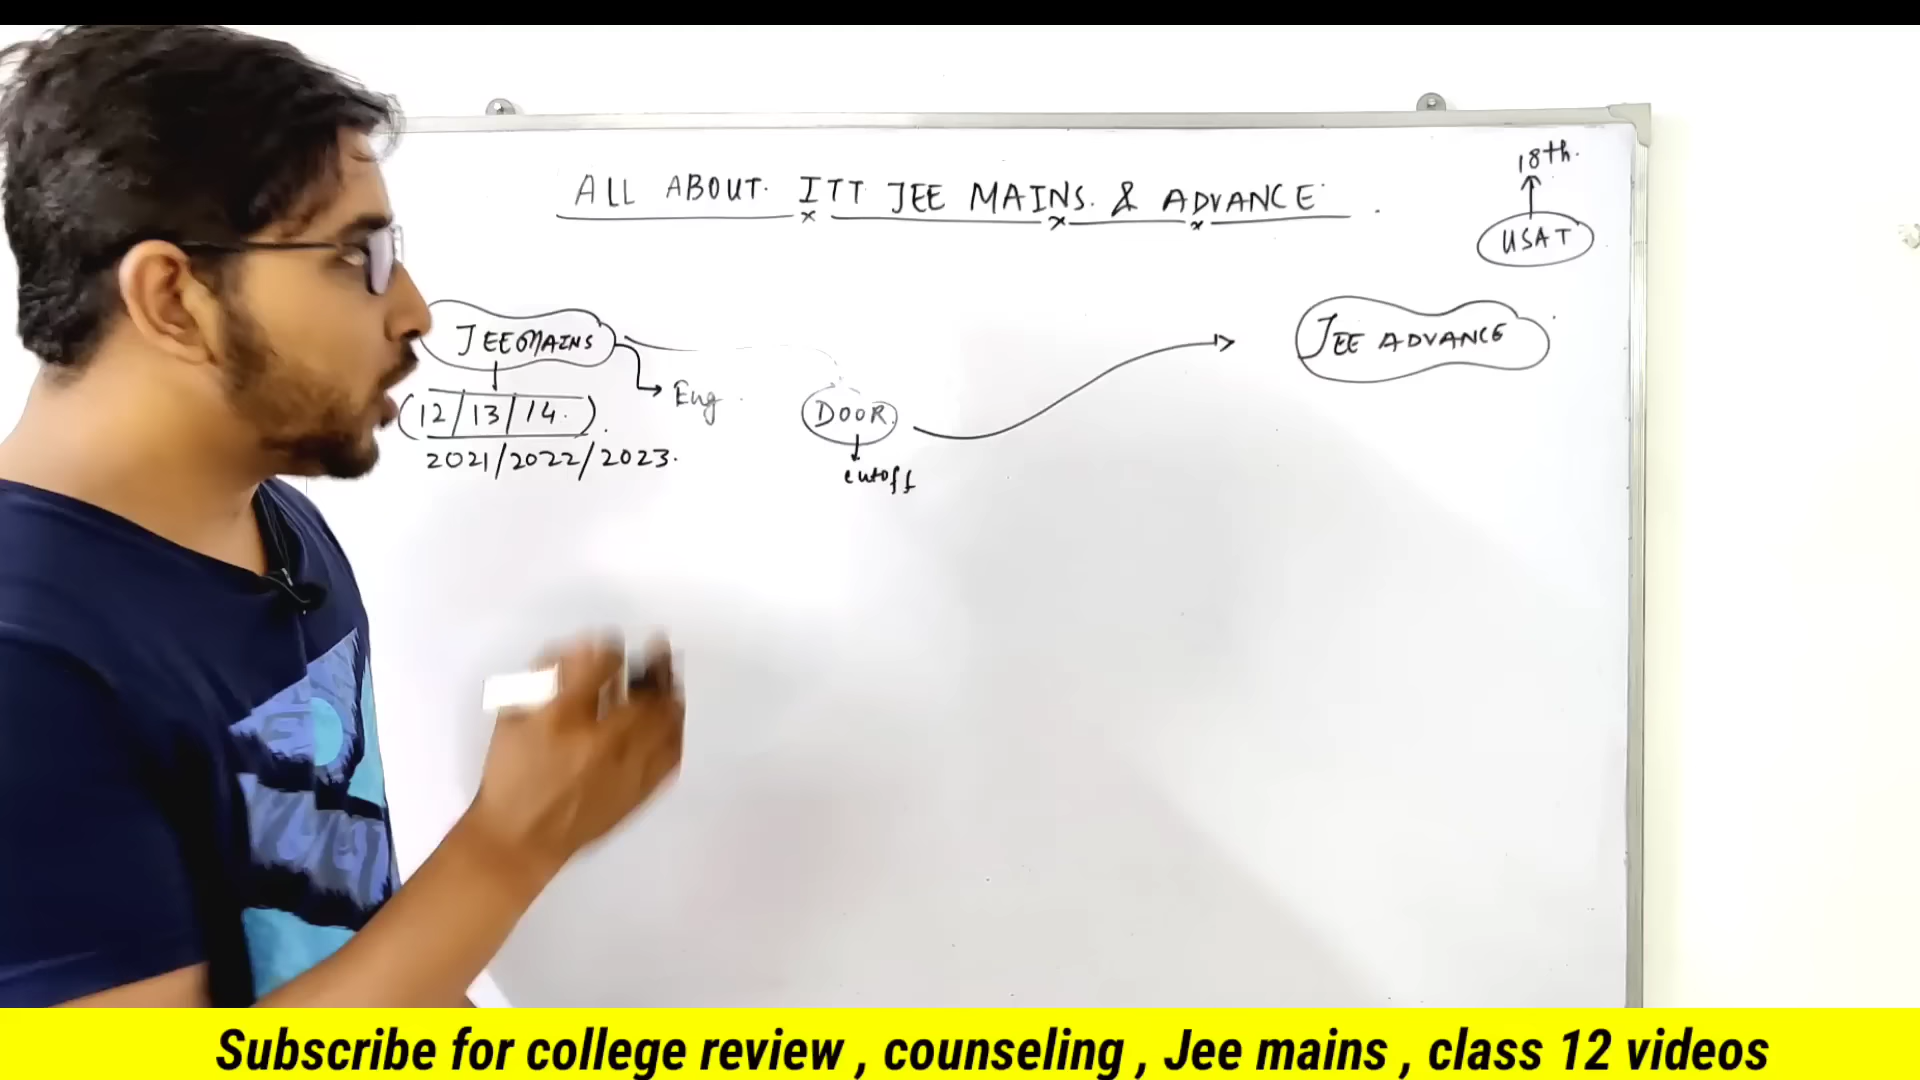 18th.
ALL ABOUT. ITT JEE MAINS. & ADVANCE
USAT
JEE MAINS
JEE ADVANCE
Eng
(12/13/14.).
DOOR
2021/2022/2023.
cutoff
Subscribe for college review , counseling , Jee mains , class 12 videos